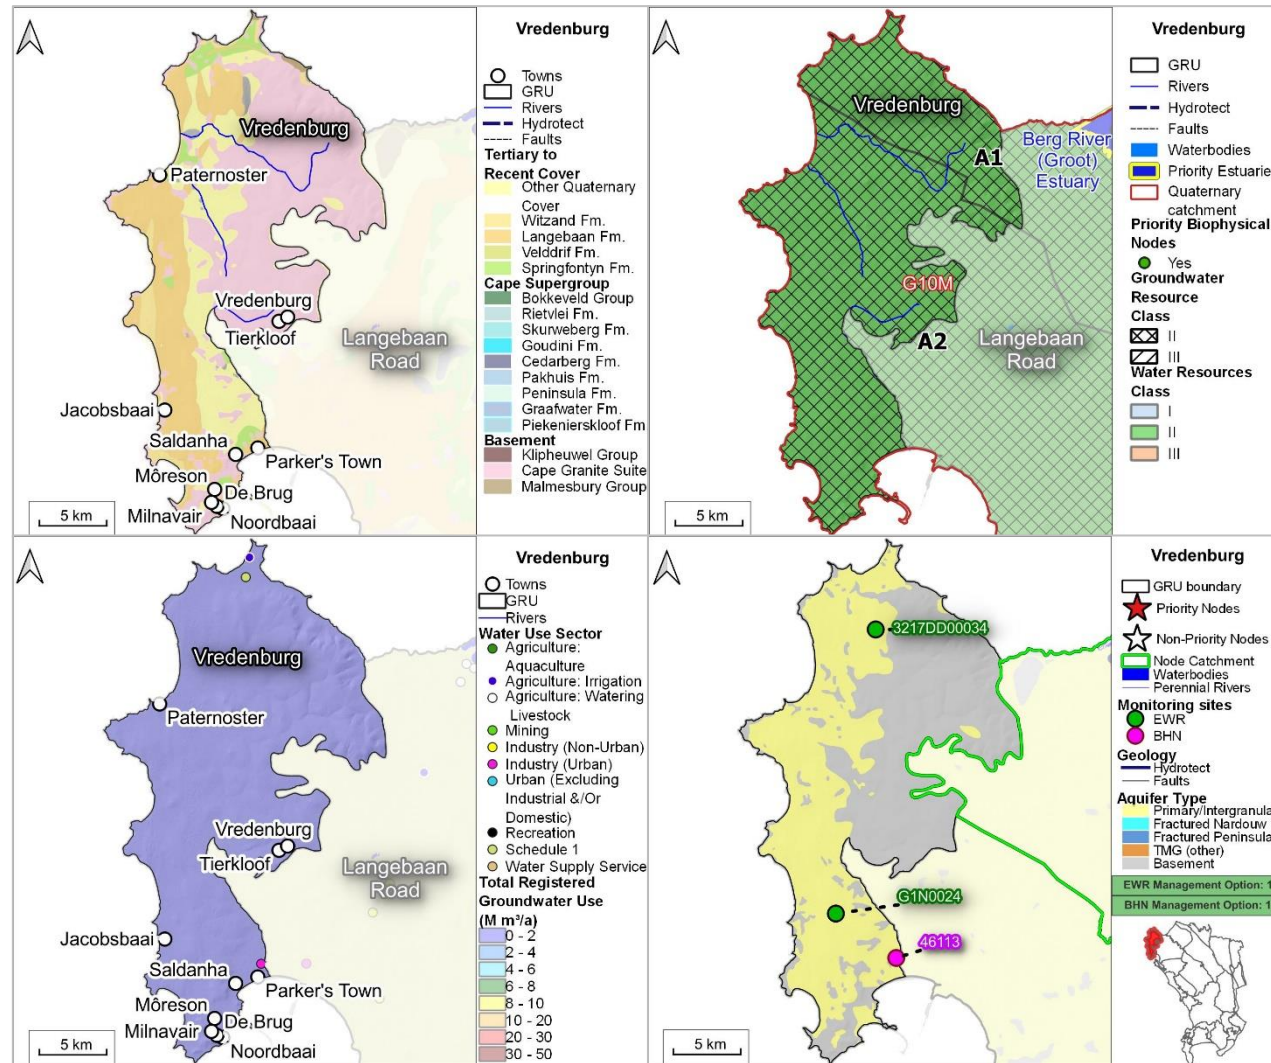 Vredenburg
Paternoster
Vredenburg
Tierkloof
Langebaan
Road
Jacobsbaai
Saldanha
Parker's Town
Môreson
De Brug
Milnavair
Noordbaai
5 km
Vredenburg
Towns
GRU
Rivers
Hydrotect
Faults
Tertiary to
Recent Cover
Other Quaternary
Cover
Witzand Fm.
Langebaan Fm.
Velddrif Fm.
Springfontyn Fm.
Cape Supergroup
Bokkeveld Group
Rietvlei Fm.
Skurweberg Fm.
Goudini Fm.
Cedarberg Fm.
Pakhuis Fm.
Peninsula Fm.
Graafwater Fm.
Piekenierskloof Fm
Basement
Klipheuwel Group
Cape Granite Suite
Malmesbury Group
Vredenburg
A1
Berg River
(Groot)
Estuary
G10M
A2
Langebaan
Road
5 km
Vredenburg
GRU
Rivers
Hydrotect
Faults
Waterbodies
Priority Estuarie
Quaternary
catchment
Priority Biophysical
Nodes
Yes
Groundwater
Resource
Class
II
III
Water Resources
Class
I
II
III
Vredenburg
Paternoster
Vredenburg
Tierkloof
Langebaan
Road
Jacobsbaai
Saldanha
Parker's Town
Môreson
De Brug
Milnavair
Noordbaai
5 km
Vredenburg
Towns
GRU
Rivers
Water Use Sector
Agriculture:
Aquaculture
Agriculture: Irrigation
Agriculture: Watering
Livestock
Mining
Industry (Non-Urban)
Industry (Urban)
Urban (Excluding
Industrial &/Or
Domestic)
Recreation
Schedule 1
Water Supply Service
Total Registered
Groundwater Use
(M m³/a)
0 - 2
2 - 4
4 - 6
6 - 8
8 - 10
10 - 20
20 - 30
30 - 50
3217DD00034
G1N0024
46113
5 km
Vredenburg
GRU boundary
Priority Nodes
Non-Priority Nodes
Node Catchment
Waterbodies
Perennial Rivers
Monitoring sites
EWR
BHN
Geology
Hydrotect
Faults
Aquifer Type
Primary/Intergranula
Fractured Nardouw
Fractured Peninsula
TMG (other)
Basement
EWR Management Option: 1
BHN Management Option: 1